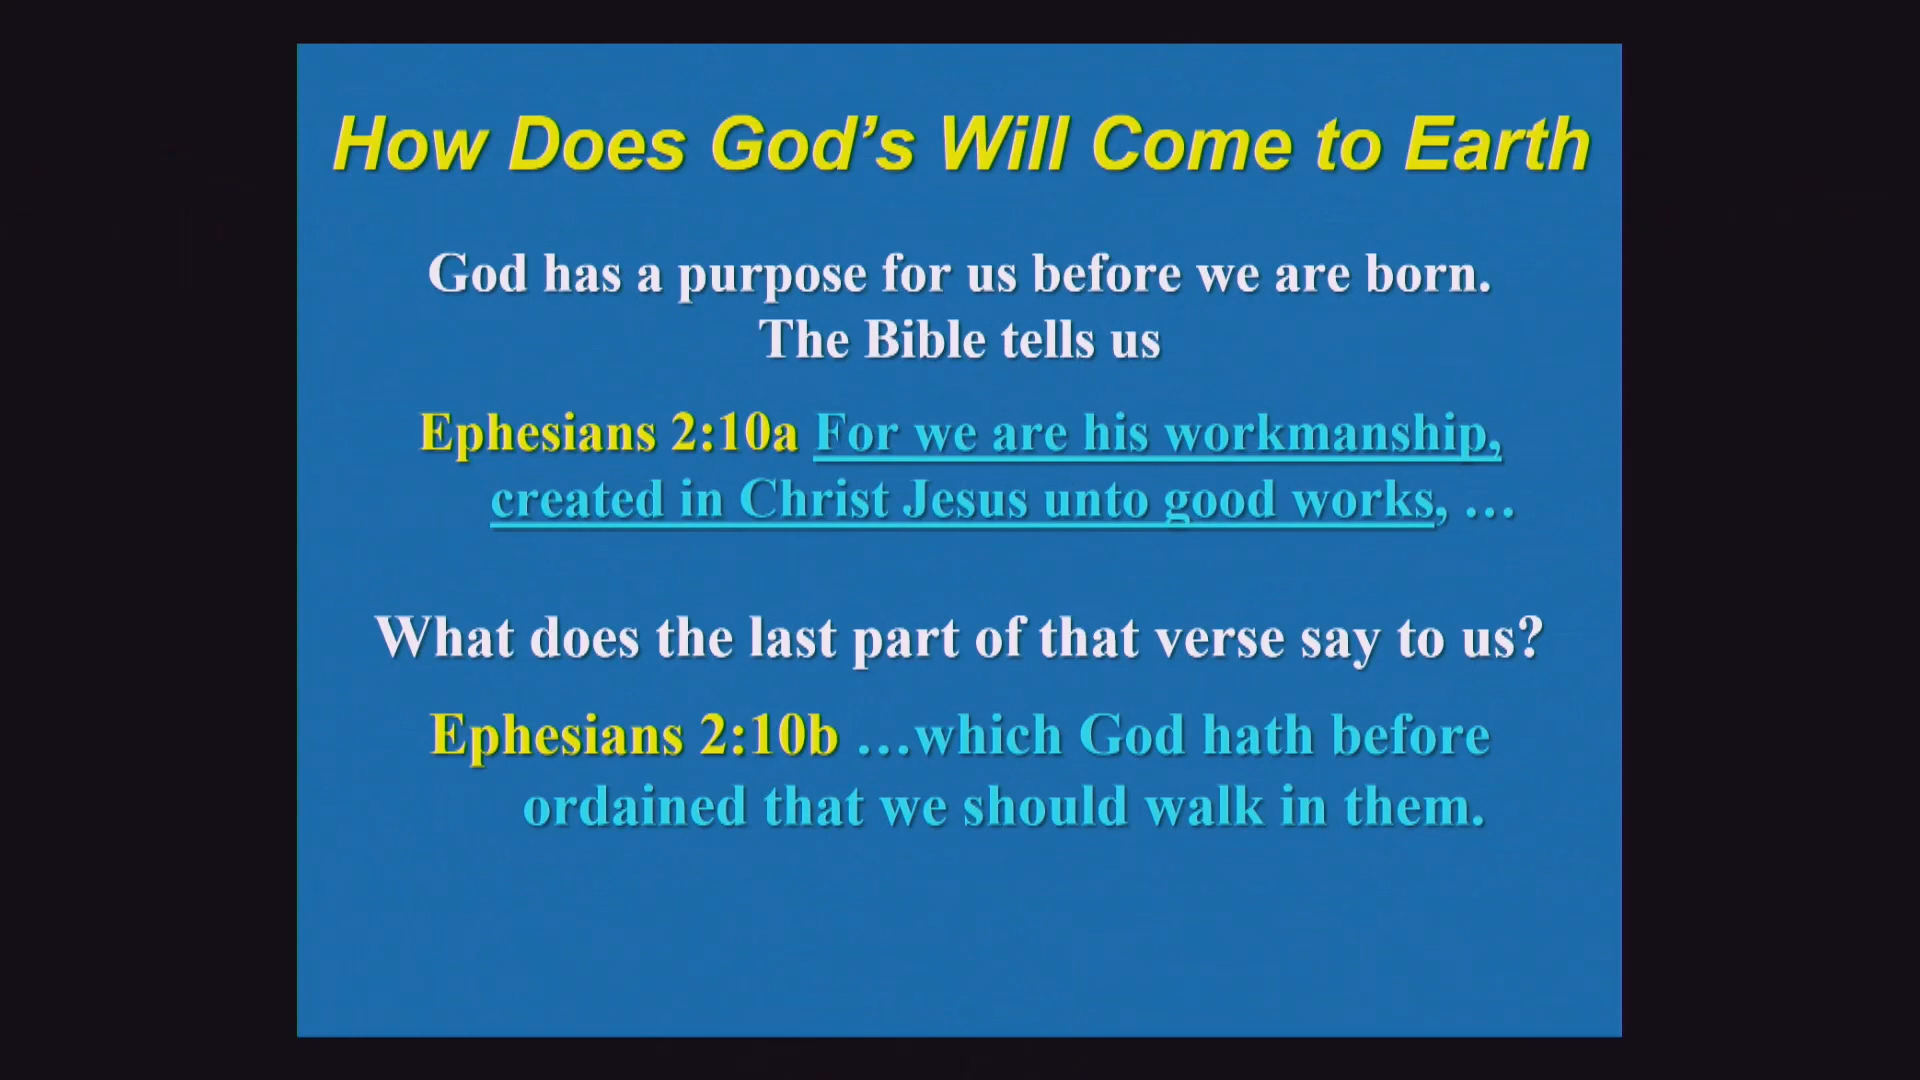 How Does God’s Will Come to Earth
God has a purpose for us before we are born.
The Bible tells us
Ephesians 2:10a For we are his workmanship,
created in Christ Jesus unto good works, …
What does the last part of that verse say to us?
Ephesians 2:10b …which God hath before
ordained that we should walk in them.